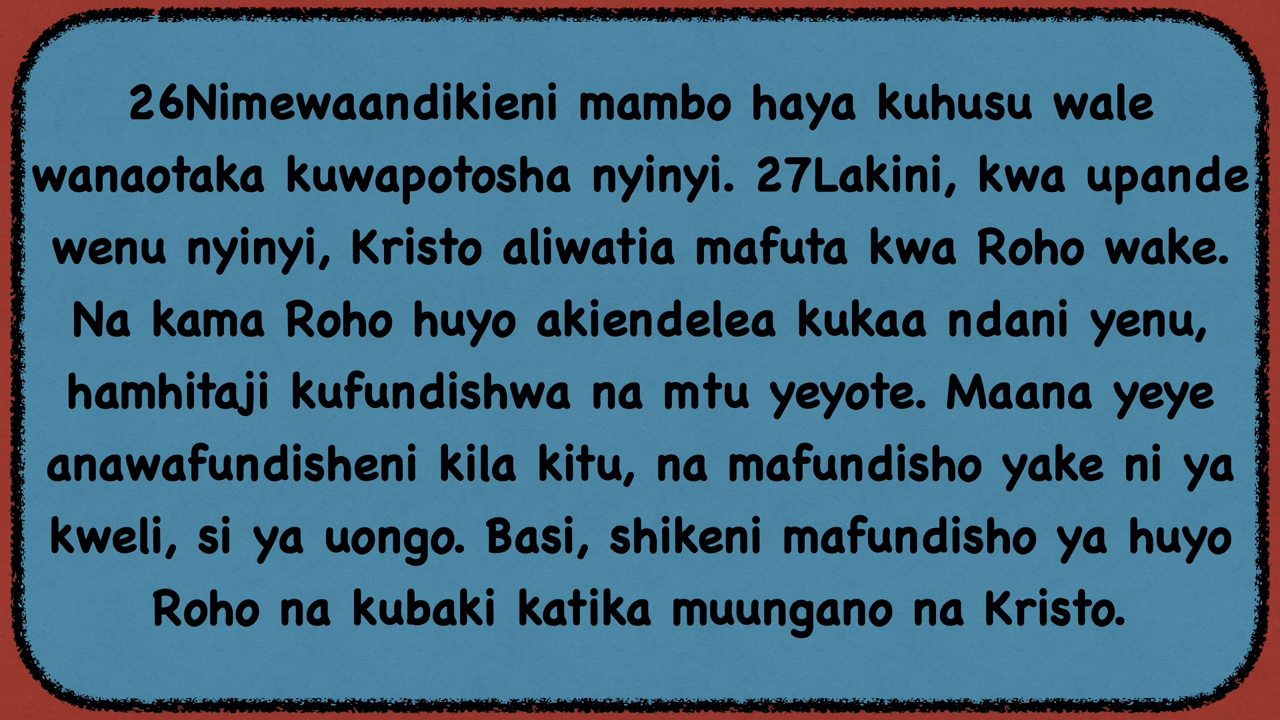 26Nimewaandikieni mambo haya kuhusu wale
wanaotaka kuwapotosha nyinyi. 27Lakini, kwa upande
wenu nyinyi, Kristo aliwatia mafuta kwa Roho wake.
Na kama Roho huyo akiendelea kukaa ndani yenu,
hamhitaji kufundishwa na mtu yeyote. Maana yeye
anawafundisheni kila kitu, na mafundisho yake ni ya
kweli, si ya uongo. Basi, shikeni mafundisho ya huyo
Roho na kubaki katika muungano na Kristo.